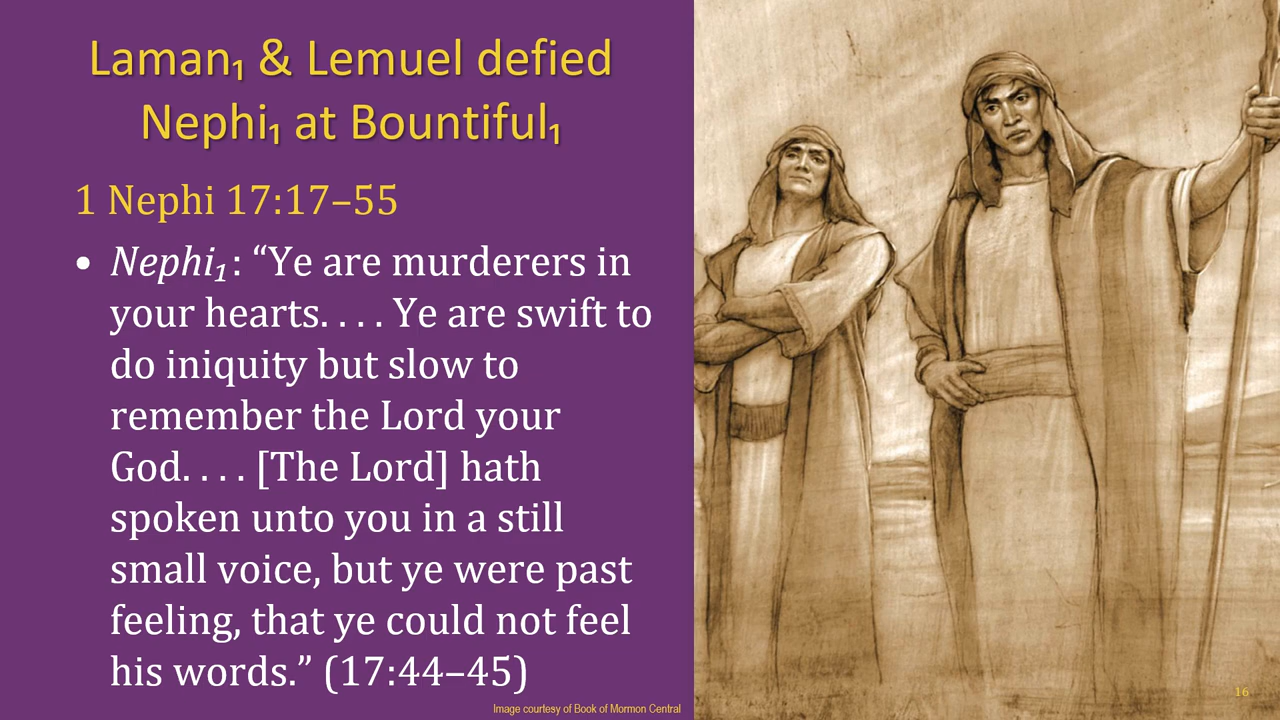 Laman₁ & Lemuel defied
Nephi₁ at Bountiful₁
1 Nephi 17:17–55
• Nephi₁: “Ye are murderers in
your hearts. . . . Ye are swift to
do iniquity but slow to
remember the Lord your
God. . . . [The Lord] hath
spoken unto you in a still
small voice, but ye were past
feeling, that ye could not feel
his words.” (17:44–45)
Image courtesy of Book of Mormon Central
16